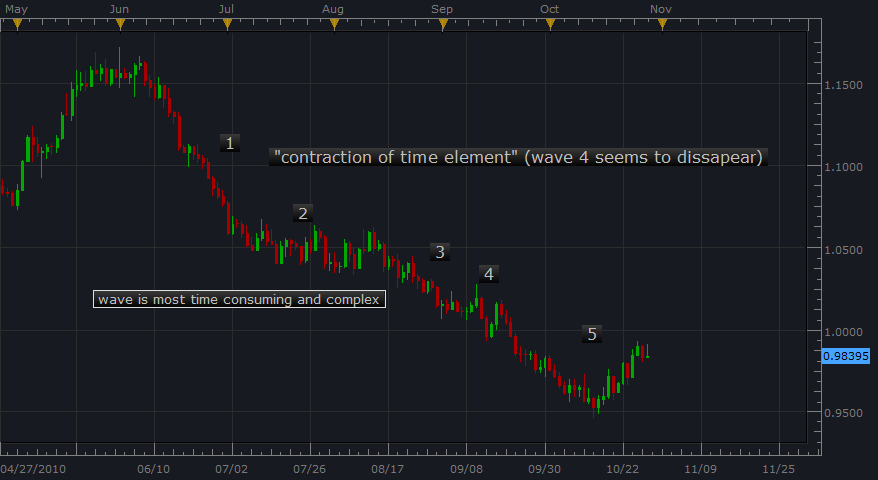 May Jun Jul Aug Sep Oct Nov
1.1500
1
"contraction of time element" (wave 4 seems to dissapear)
1.1000
2
1.0500
3
4
wave is most time consuming and complex
5
1.0000
0.98395
0.9500
04/27/2010 06/10 07/02 07/26 08/17 09/08 09/30 10/22 11/09 11/25